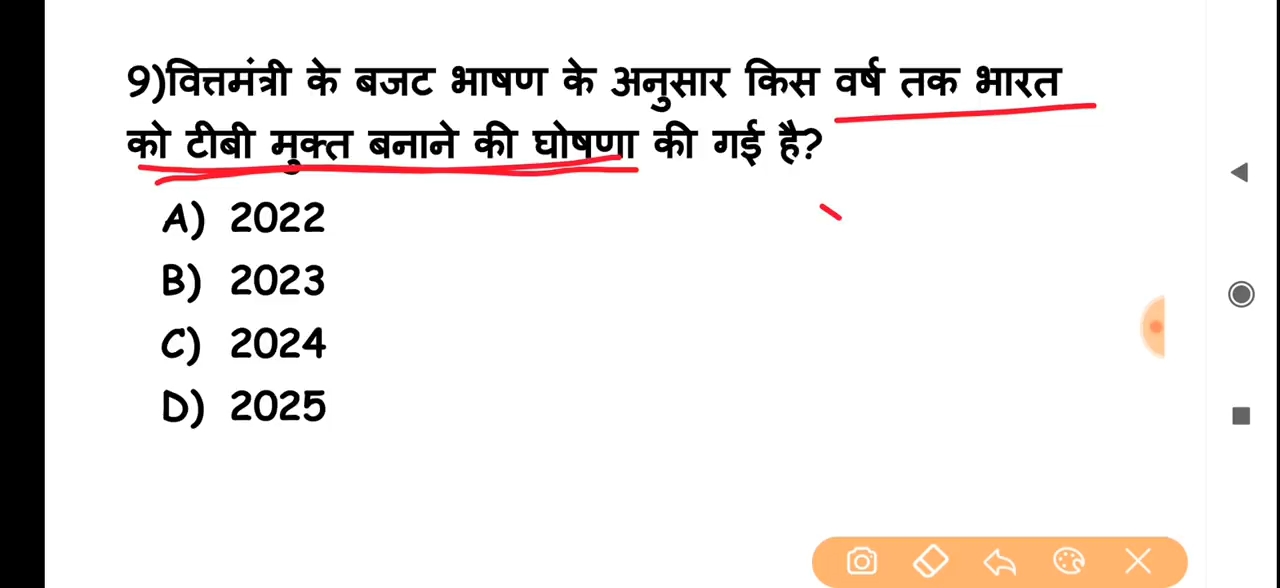 9)वित्तमंत्री के बजट भाषण के अनुसार किस वर्ष तक भारत
को टीबी मुक्त बनाने की घोषणा की गई है?
A) 2022
B) 2023
C) 2024
D) 2025